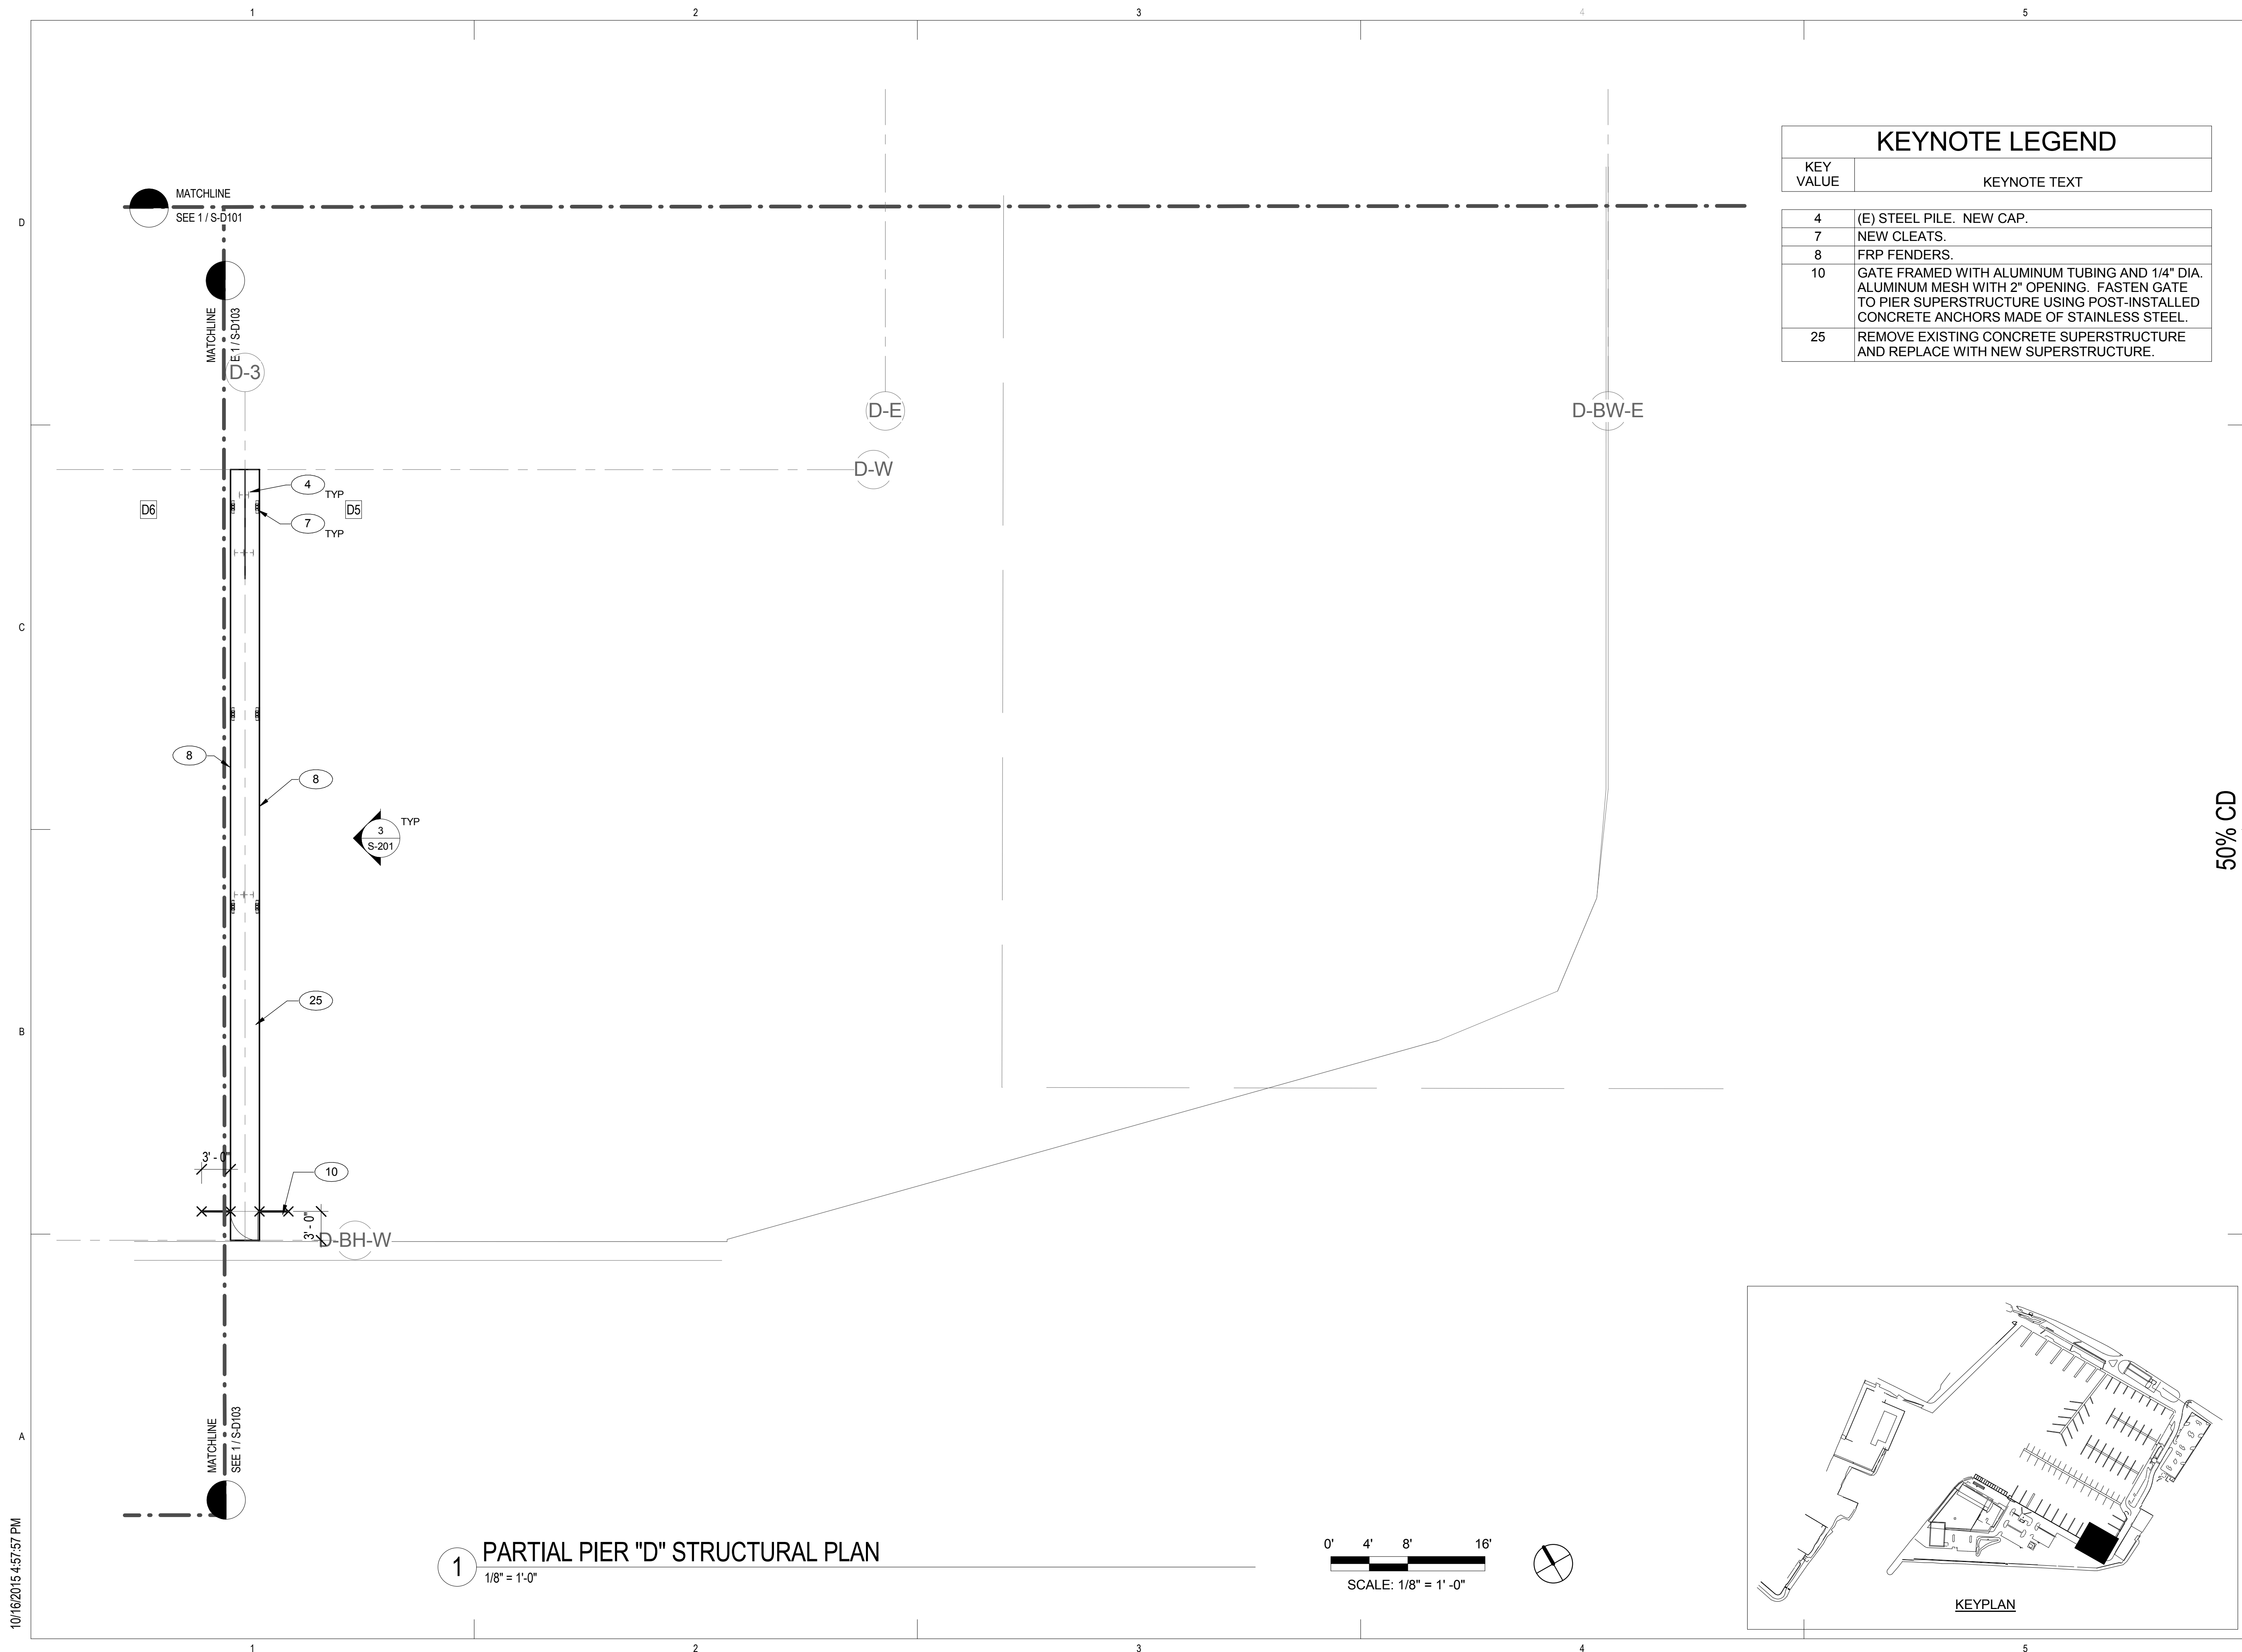 1
2
3
4
5
KEYNOTE LEGEND
KEY VALUE
KEYNOTE TEXT
4
(E) STEEL PILE. NEW CAP.
7
NEW CLEATS.
8
FRP FENDERS.
10
GATE FRAMED WITH ALUMINUM TUBING AND 1/4" DIA.
ALUMINUM MESH WITH 2" OPENING. FASTEN GATE
TO PIER SUPERSTRUCTURE USING POST-INSTALLED
CONCRETE ANCHORS MADE OF STAINLESS STEEL.
25
REMOVE EXISTING CONCRETE SUPERSTRUCTURE
AND REPLACE WITH NEW SUPERSTRUCTURE.
D
MATCHLINE
SEE 1 / S-D101
MATCHLINE
E 1 / S-D103
D-3
D-E
D-BW-E
D-W
4
TYP
D6
D5
7
TYP
C
8
8
3
S-201
TYP
50% CD
25
B
3' - 0"
10
3' - 0"
D-BH-W
MATCHLINE
SEE 1 / S-D103
A
10/16/2015 4:57:57 PM
1
PARTIAL PIER "D" STRUCTURAL PLAN
1/8" = 1'-0"
0'
4'
8'
16'
SCALE: 1/8" = 1' -0"
KEYPLAN
1
2
3
4
5